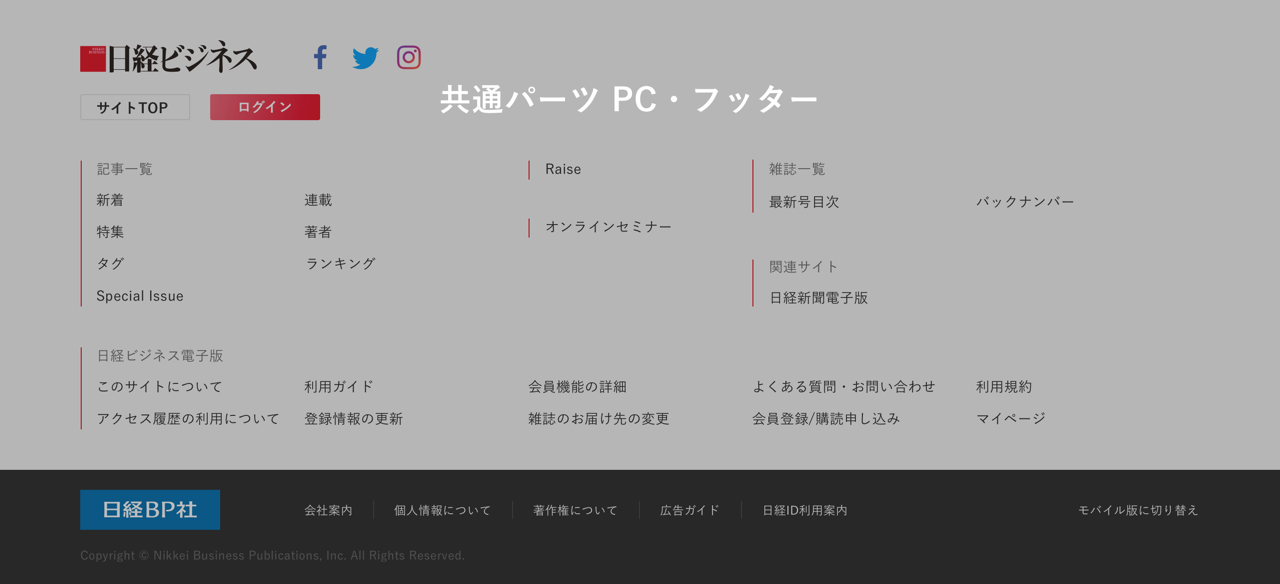 日経ビジネス
サイトTOP ログイン
共通パーツ PC・フッター
記事一覧
新着 連載
特集 著者
タグ ランキング
Special Issue
Raise
オンラインセミナー
雑誌一覧
最新号目次 バックナンバー
関連サイト
日経新聞電子版
日経ビジネス電子版
このサイトについて 利用ガイド 会員機能の詳細 よくある質問・お問い合わせ 利用規約
アクセス履歴の利用について 登録情報の更新 雑誌のお届け先の変更 会員登録/購読申し込み マイページ
日経BP社 会社案内 個人情報について 著作権について 広告ガイド 日経ID利用案内 モバイル版に切り替え
Copyright © Nikkei Business Publications, Inc. All Rights Reserved.